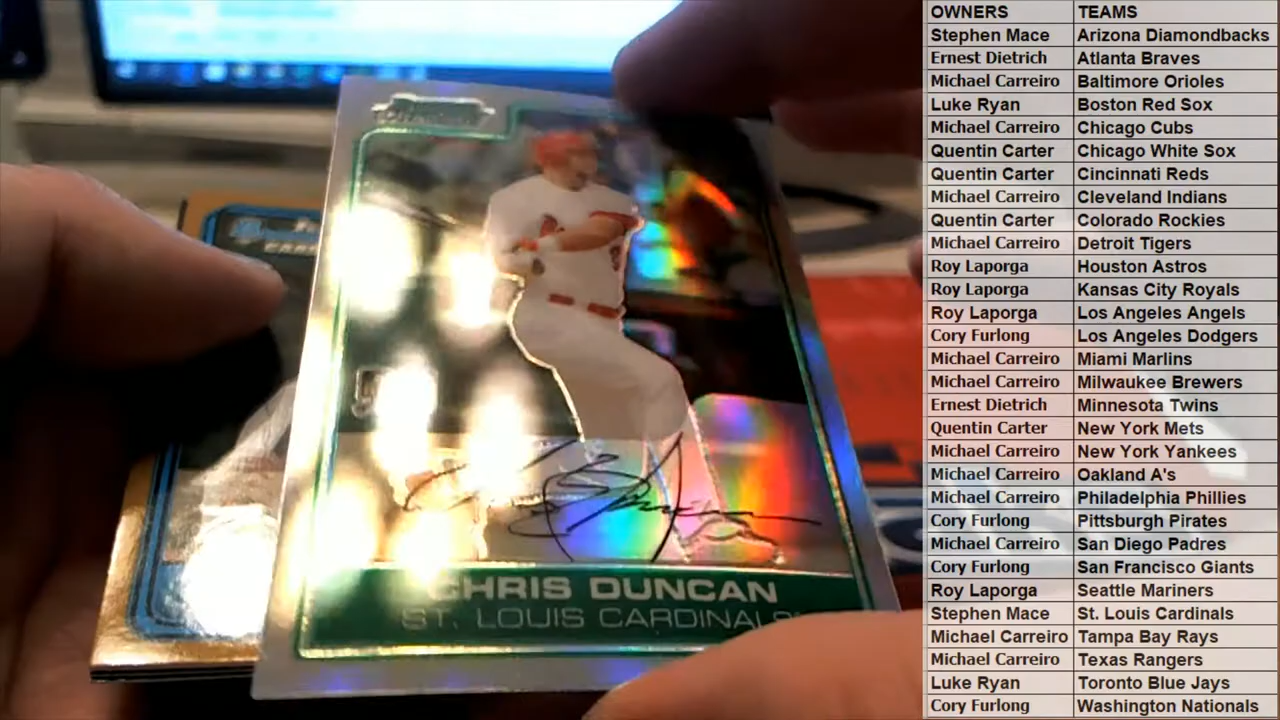 CHRIS DUNCAN
ST. LOUIS CARDINALS
OWNERS TEAMS
Stephen Mace Arizona Diamondbacks
Ernest Dietrich Atlanta Braves
Michael Carreiro Baltimore Orioles
Luke Ryan Boston Red Sox
Michael Carreiro Chicago Cubs
Quentin Carter Chicago White Sox
Quentin Carter Cincinnati Reds
Michael Carreiro Cleveland Indians
Quentin Carter Colorado Rockies
Michael Carreiro Detroit Tigers
Roy Laporga Houston Astros
Roy Laporga Kansas City Royals
Roy Laporga Los Angeles Angels
Cory Furlong Los Angeles Dodgers
Michael Carreiro Miami Marlins
Michael Carreiro Milwaukee Brewers
Ernest Dietrich Minnesota Twins
Quentin Carter New York Mets
Michael Carreiro New York Yankees
Michael Carreiro Oakland A's
Michael Carreiro Philadelphia Phillies
Cory Furlong Pittsburgh Pirates
Michael Carreiro San Diego Padres
Cory Furlong San Francisco Giants
Roy Laporga Seattle Mariners
Stephen Mace St. Louis Cardinals
Michael Carreiro Tampa Bay Rays
Michael Carreiro Texas Rangers
Luke Ryan Toronto Blue Jays
Cory Furlong Washington Nationals